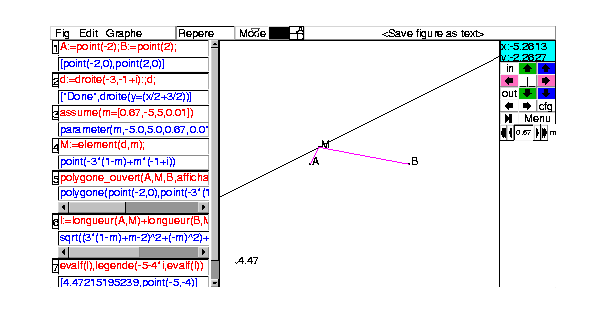 Fig Edit Graphe Repere Mode <Save figure as text>
1 A:=point(-2);B:=point(2);
[point(-2,0),point(2,0)]
2 d:=droite(-3,-1+i):;d;
["Done",droite(y=(x/2+3/2))]
3 assume(m=[0.67,-5,5,0.01])
parameter(m,-5.0,5.0,0.67,0.01
4 M:=element(d,m);
point(-3*(1-m)+m*(-1+i))
5 polygone_ouvert(A,M,B,afficha
polygone(point(-2,0),point(-3*(1
6 l:=longueur(A,M)+longueur(B,M
sqrt((3*(1-m)+m-2)^2+(-m)^2)+
7 evalf(l),legende(-5-4*i,evalf(l))
[4.47215195239,point(-5,-4)]
M
A
B
4.47
x:-5.2613
y:-2.2627
in
out
cfg
Menu
0.67 m